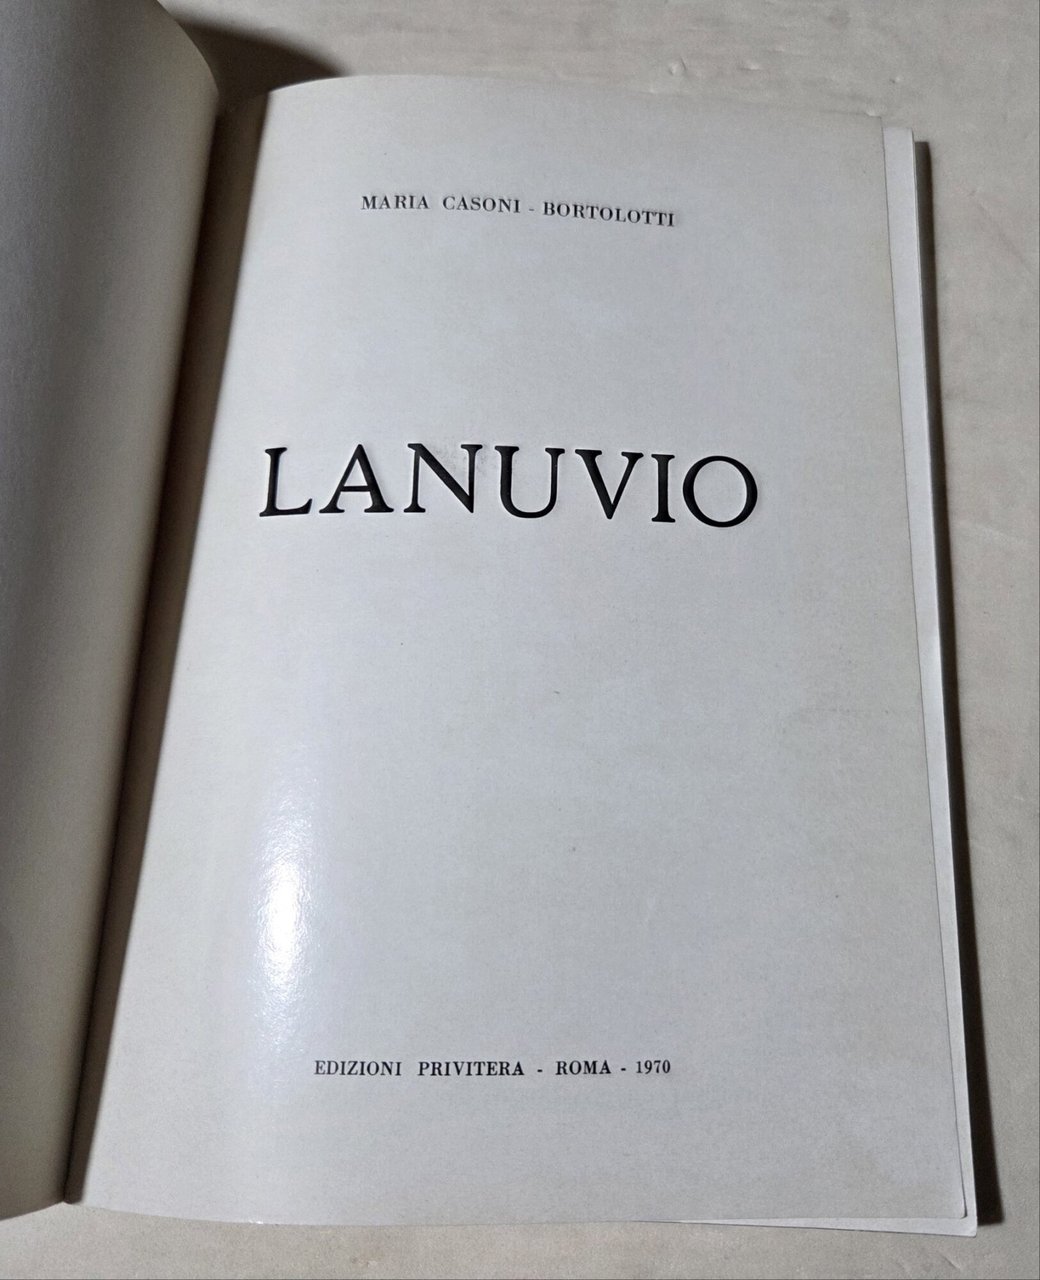 MARIA CASONI - BORTOLOTTI
LANUVIO
EDIZIONI PRIVITERA - ROMA - 1970